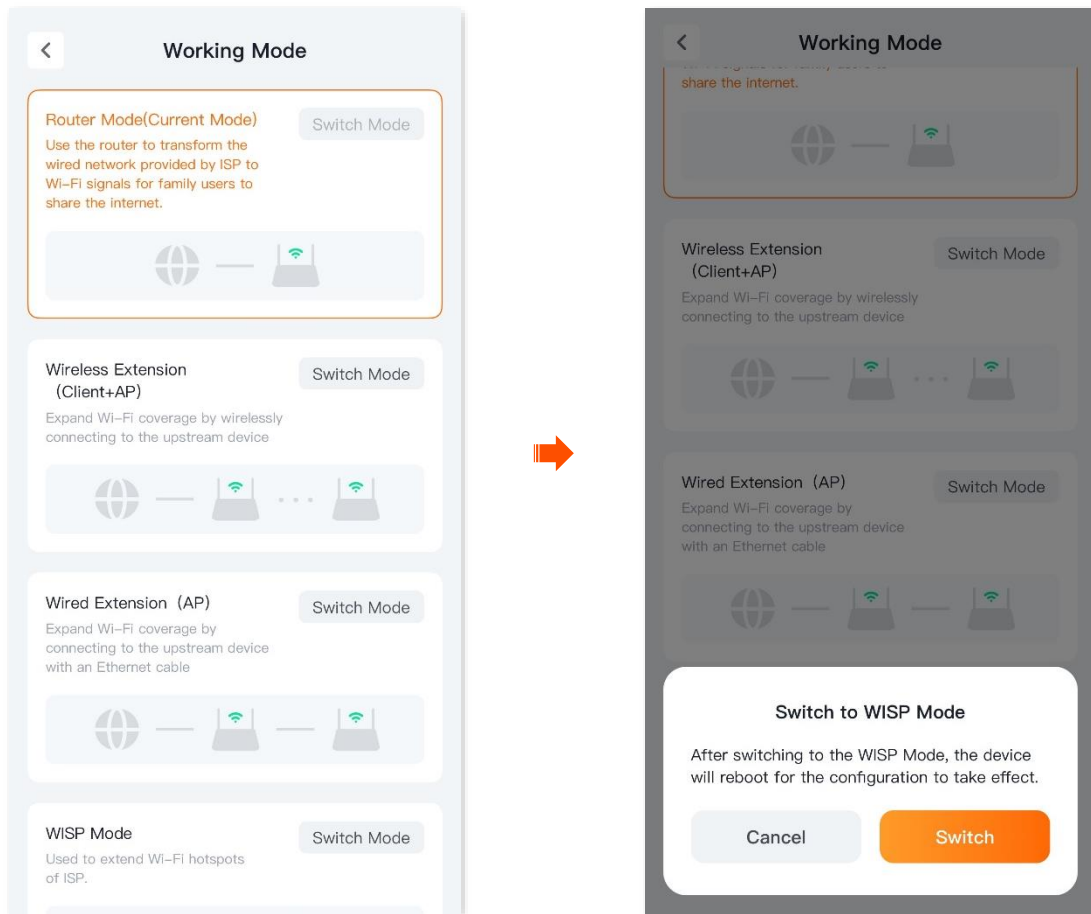 Working Mode
Router Mode(Current Mode)
Switch Mode
Use the router to transform the
wired network provided by ISP to
Wi-Fi signals for family users to
share the internet.
Wireless Extension
(Client+AP)
Switch Mode
Expand Wi-Fi coverage by wirelessly
connecting to the upstream device
Wired Extension (AP)
Switch Mode
Expand Wi-Fi coverage by
connecting to the upstream device
with an Ethernet cable
WISP Mode
Switch Mode
Used to extend Wi-Fi hotspots
of ISP.
Working Mode
share the internet.
Wireless Extension
(Client+AP)
Switch Mode
Expand Wi-Fi coverage by wirelessly
connecting to the upstream device
Wired Extension (AP)
Switch Mode
Expand Wi-Fi coverage by
connecting to the upstream device
with an Ethernet cable
Switch to WISP Mode
After switching to the WISP Mode, the device
will reboot for the configuration to take effect.
Cancel
Switch